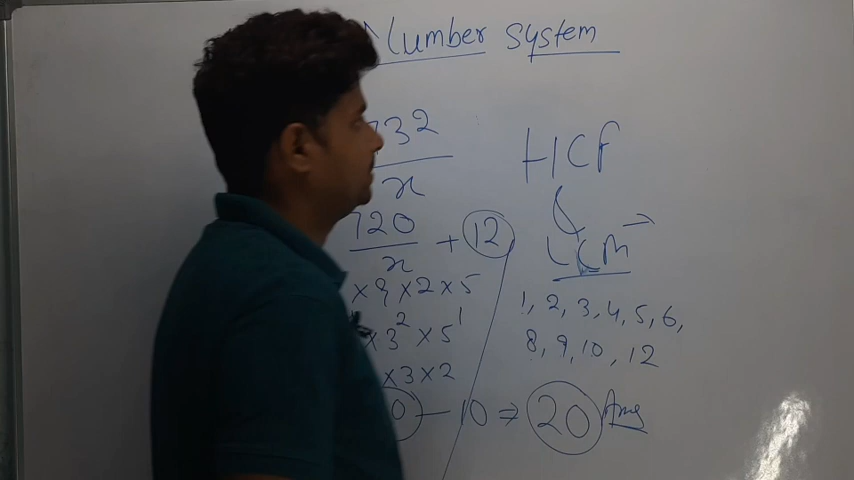 Number System
732
x
HCF
&
720
x
+ 12
LCM →
×9×2×5
1, 2, 3, 4, 5, 6,
×3²×5¹
8, 9, 10, 12
×3×2
0 — 10 ⇒ 20 Ans